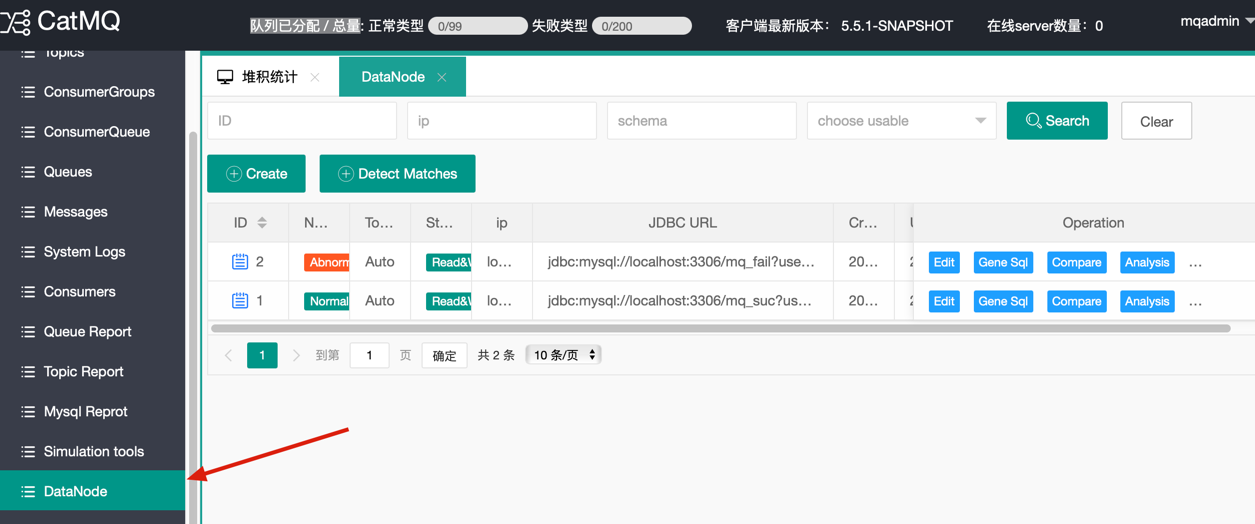 CatMQ 队列已分配 / 总量: 正常类型 0/99 失败类型 0/200 客户端最新版本： 5.5.1-SNAPSHOT 在线server数量：0 mqadmin
Topics
ConsumerGroups
ConsumerQueue
Queues
Messages
System Logs
Consumers
Queue Report
Topic Report
Mysql Reprot
Simulation tools
DataNode
堆积统计 DataNode
ID ip schema choose usable Search Clear
Create Detect Matches
ID N... To... St... ip JDBC URL Cr... Operation
2 Abnorm Auto Read& lo... jdbc:mysql://localhost:3306/mq_fail?use... 20... Edit Gene Sql Compare Analysis ...
1 Normal Auto Read& lo... jdbc:mysql://localhost:3306/mq_suc?us... 20... Edit Gene Sql Compare Analysis ...
1 到第 1 页 确定 共 2 条 10 条/页